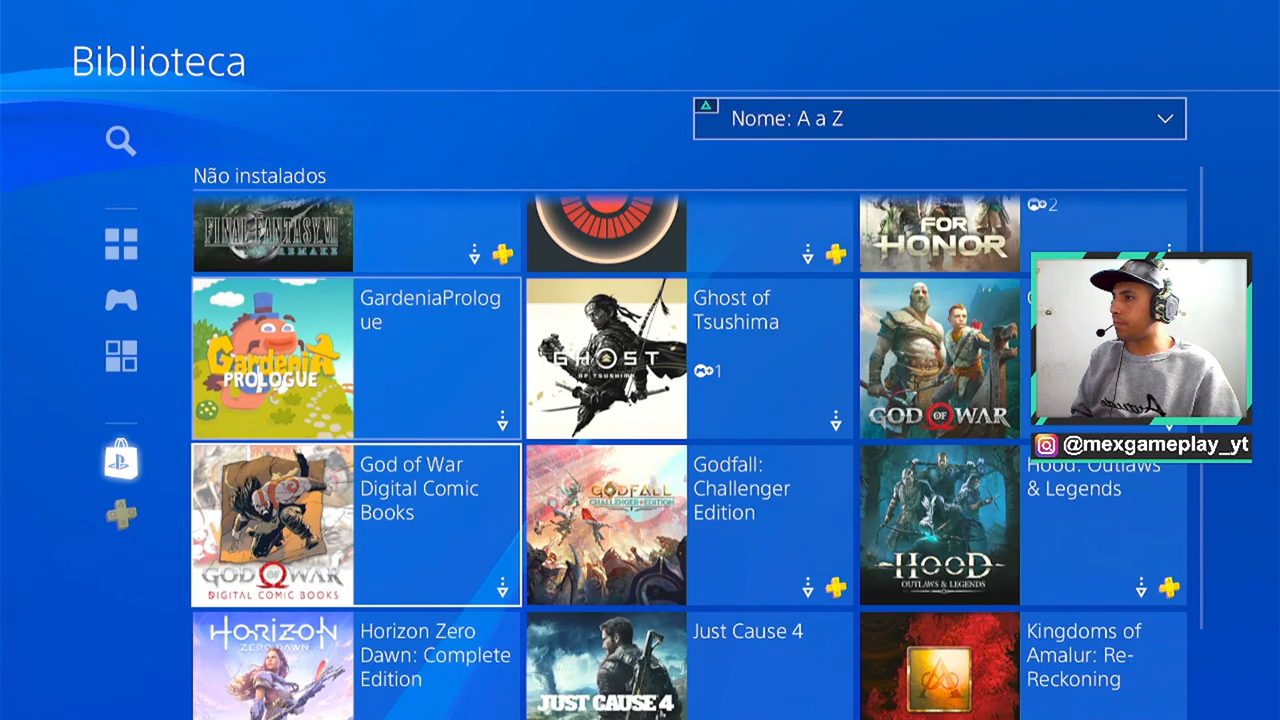 Biblioteca
Nome: A a Z
Não instalados
FINAL FANTASY VII
REMAKE
FOR
HONOR
2
GardeniaProlog
ue
GardeniA
PROLOGUE
Ghost of
Tsushima
1
GHOST
OF TSUSHIMA
GOD OF WAR
@mexgameplay_yt
God of War
Digital Comic
Books
GOD OF WAR
DIGITAL COMIC BOOKS
Godfall:
Challenger
Edition
GODFALL
CHALLENGER EDITION
Hood: Outlaws
& Legends
HOOD
OUTLAWS & LEGENDS
Horizon Zero
Dawn: Complete
Edition
HORIZON
ZERO DAWN
Just Cause 4
JUST CAUSE 4
Kingdoms of
Amalur: Re-
Reckoning